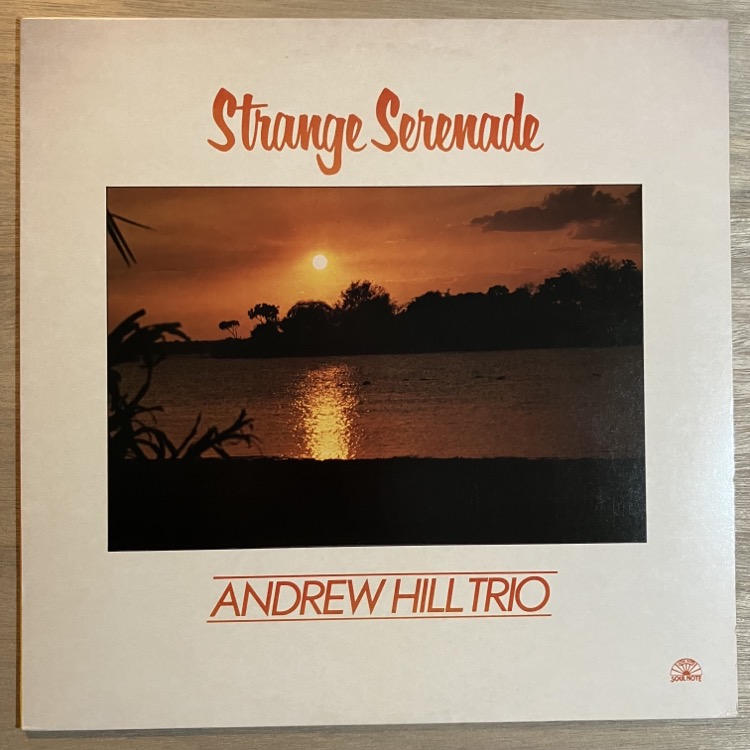 Strange Serenade
ANDREW HILL TRIO
SOUL NOTE